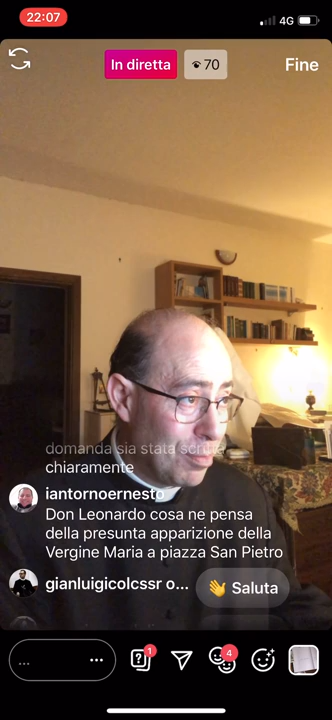 22:07
4G
In diretta
70
Fine
domanda sia stata scritta
chiaramente
iantornoernesto
Don Leonardo cosa ne pensa
della presunta apparizione della
Vergine Maria a piazza San Pietro
gianluigicolcssr o...
👋 Saluta
...
1
4